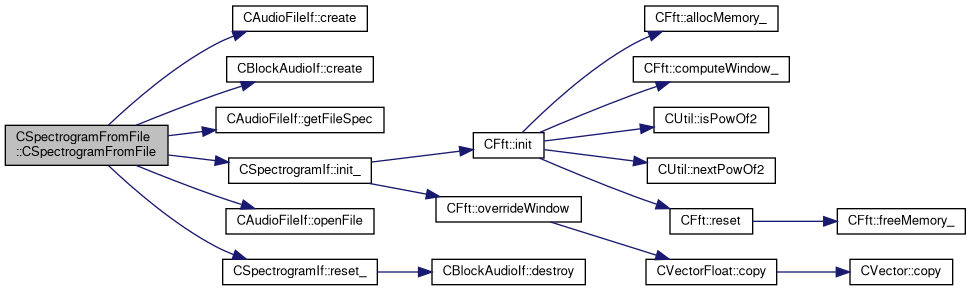 CSpectrogramFromFile
::CSpectrogramFromFile
CAudioFileIf::create
CBlockAudioIf::create
CAudioFileIf::getFileSpec
CSpectrogramIf::init_
CAudioFileIf::openFile
CSpectrogramIf::reset_
CFft::init
CFft::overrideWindow
CBlockAudioIf::destroy
CFft::allocMemory_
CFft::computeWindow_
CUtil::isPowOf2
CUtil::nextPowOf2
CFft::reset
CVectorFloat::copy
CFft::freeMemory_
CVector::copy